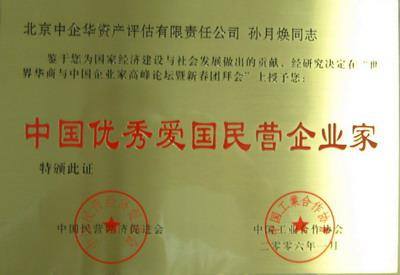 北京中企华资产评估有限责任公司 孙月焕同志
鉴于您为国家经济建设与社会发展做出的贡献，经研究决定在"世
界华商与中国企业家高峰论坛暨新春团拜会"上授予您：
中国优秀爱国民营企业家
特颁此证
中国民营经济促进会 中国工业合作协会
二零零六年一月